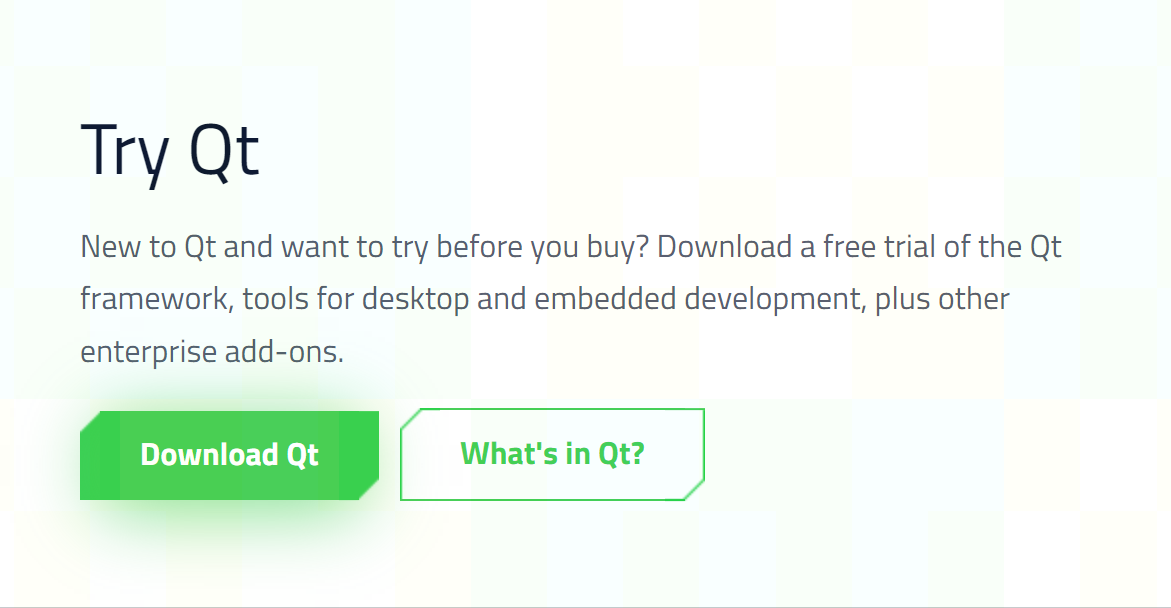 Try Qt
New to Qt and want to try before you buy? Download a free trial of the Qt
framework, tools for desktop and embedded development, plus other
enterprise add-ons.
Download Qt
What's in Qt?